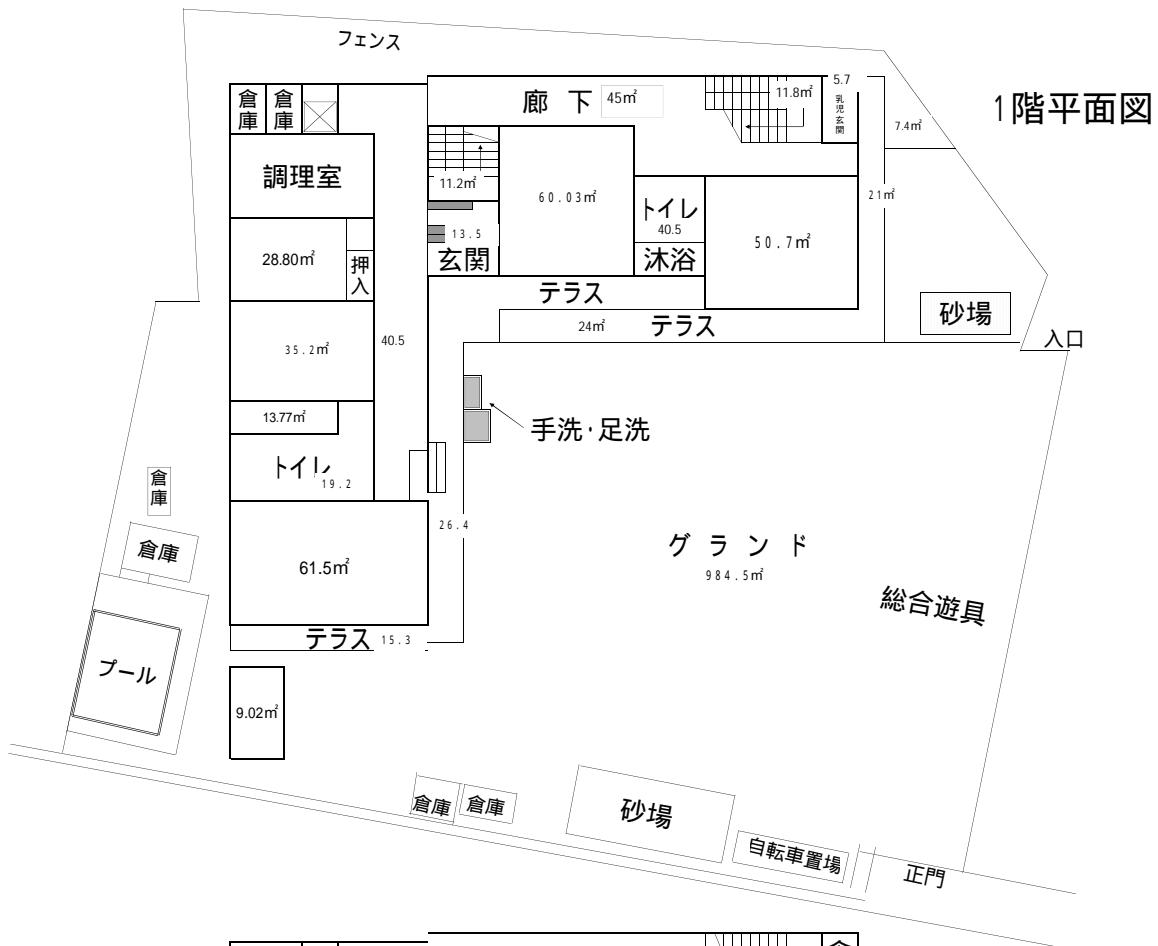 フェンス
1階平面図
倉庫
倉庫
廊 下
45㎡
11.8㎡
5.7
乳児玄関
7.4㎡
調理室
11.2㎡
60.03㎡
トイレ
40.5
沐浴
50.7㎡
21㎡
13.5
玄関
28.80㎡
押入
テラス
24㎡
テラス
砂場
入口
35.2㎡
40.5
13.77㎡
手洗・足洗
トイレ
19.2
倉庫
倉庫
26.4
グ ラ ン ド
984.5㎡
61.5㎡
総合遊具
テラス
15.3
プール
9.02㎡
倉庫
倉庫
砂場
自転車置場
正門